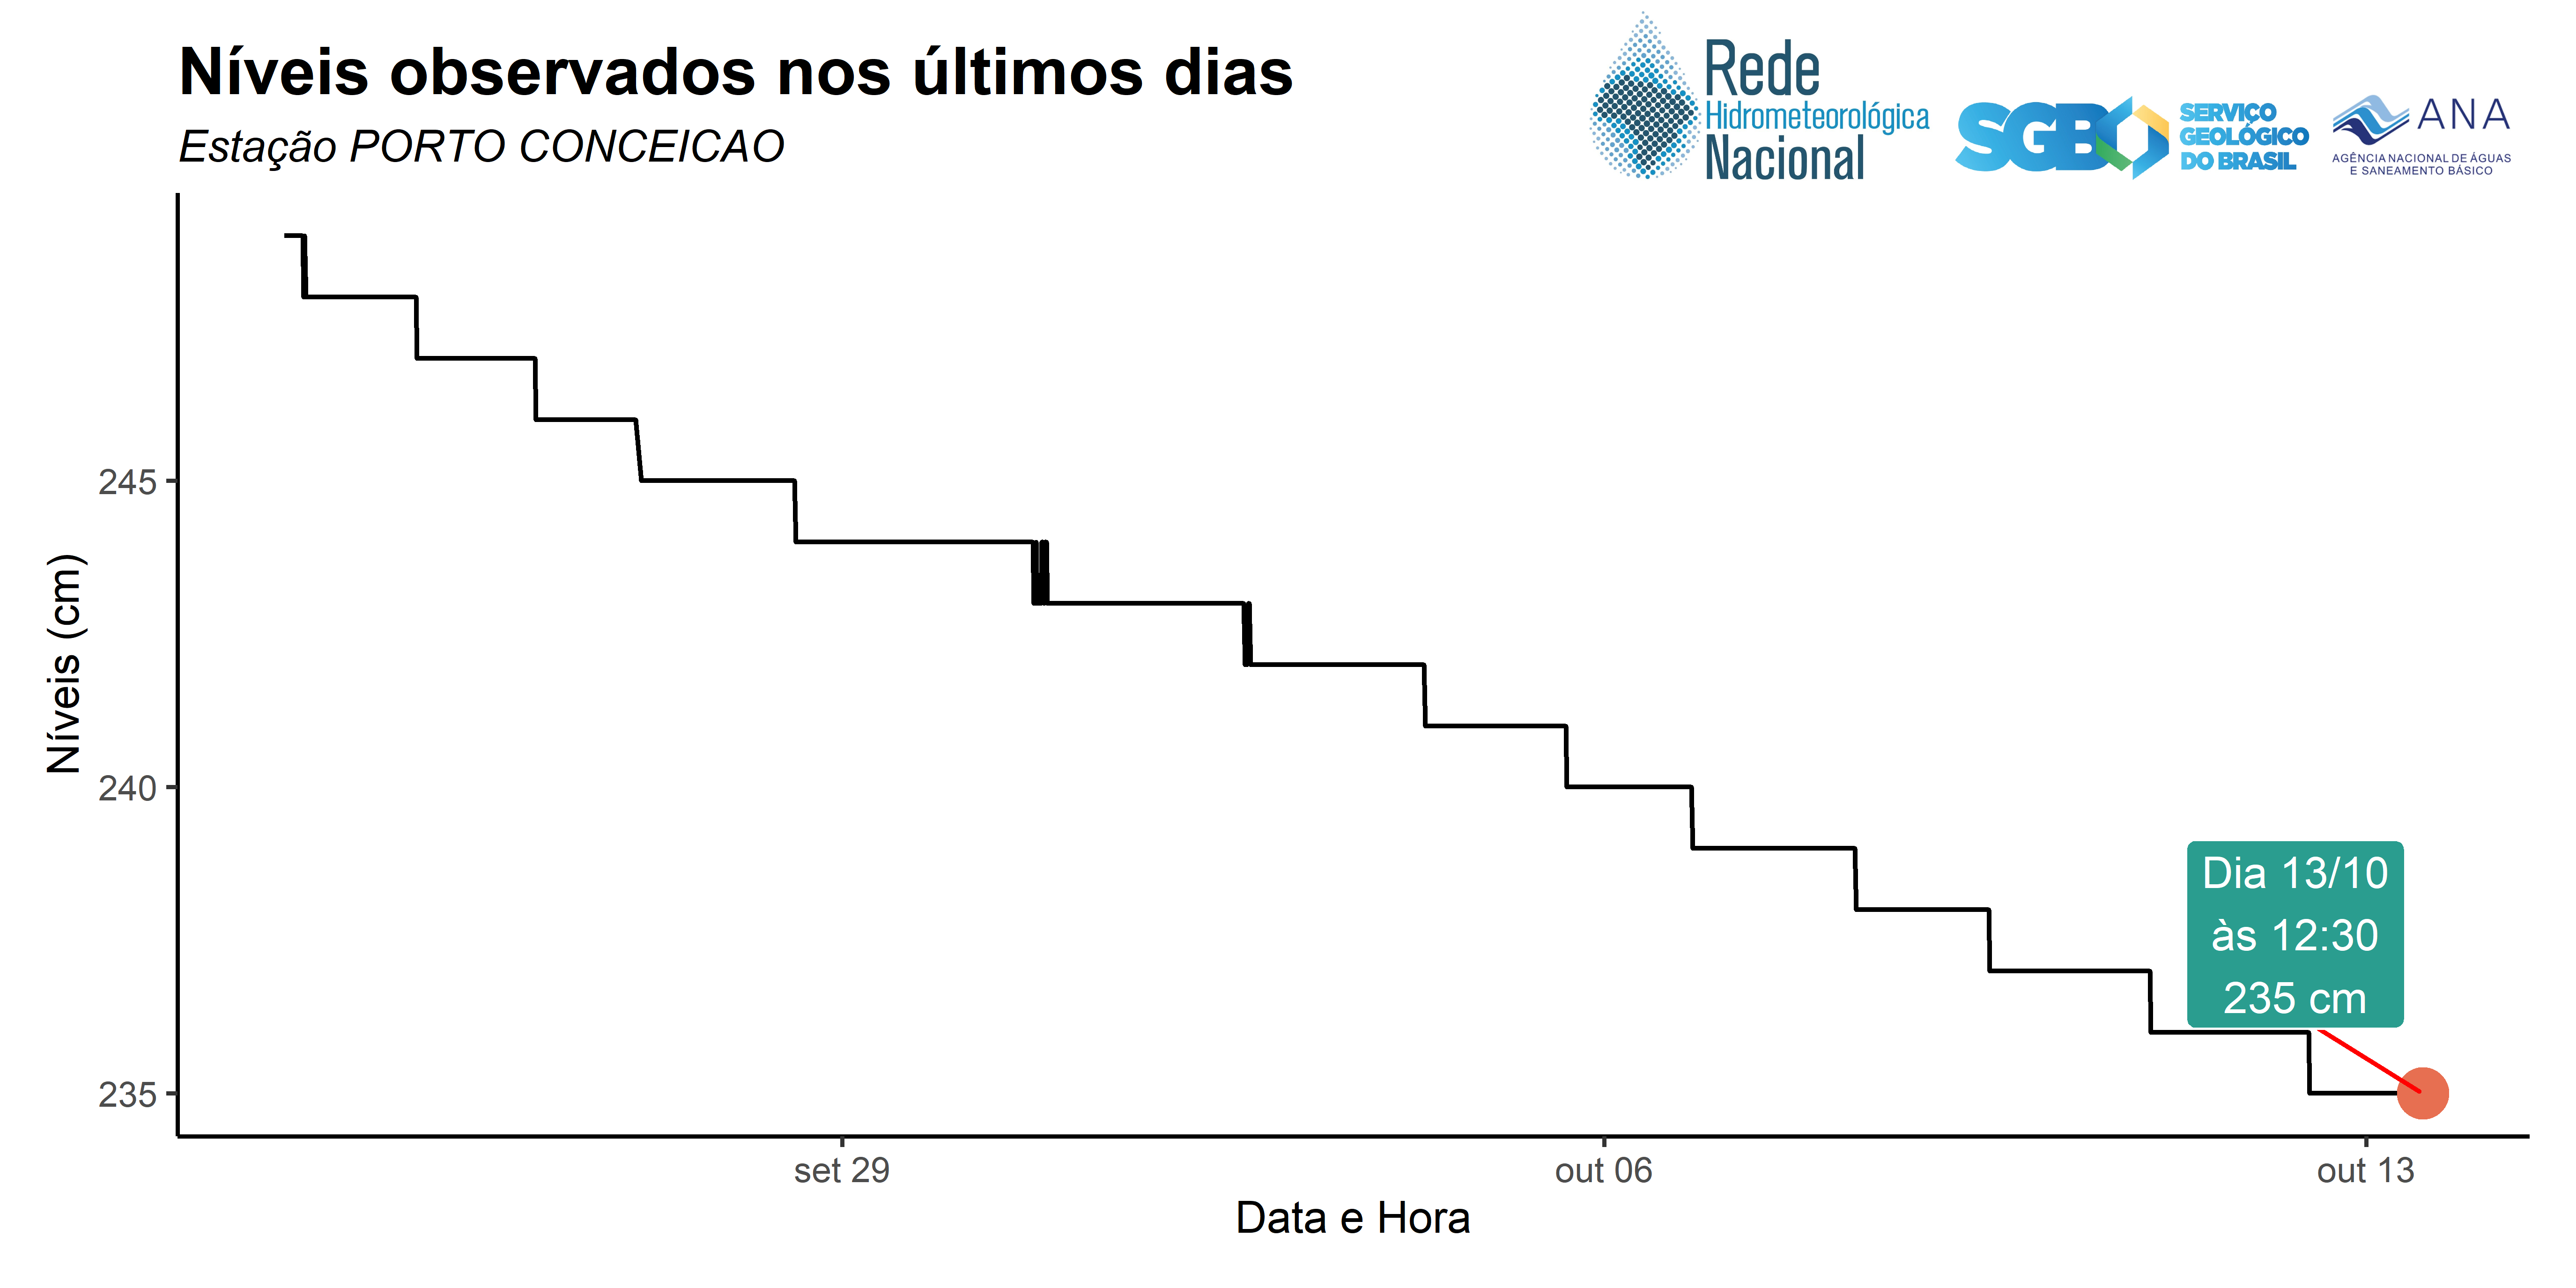 Níveis observados nos últimos dias
Estação PORTO CONCEICAO
Rede
Hidrometeorológica
Nacional
SGB
SERVIÇO
GEOLÓGICO
DO BRASIL
ANA
AGÊNCIA NACIONAL DE ÁGUAS
E SANEAMENTO BÁSICO
Níveis (cm)
245
240
235
Dia 13/10
às 12:30
235 cm
set 29
out 06
out 13
Data e Hora